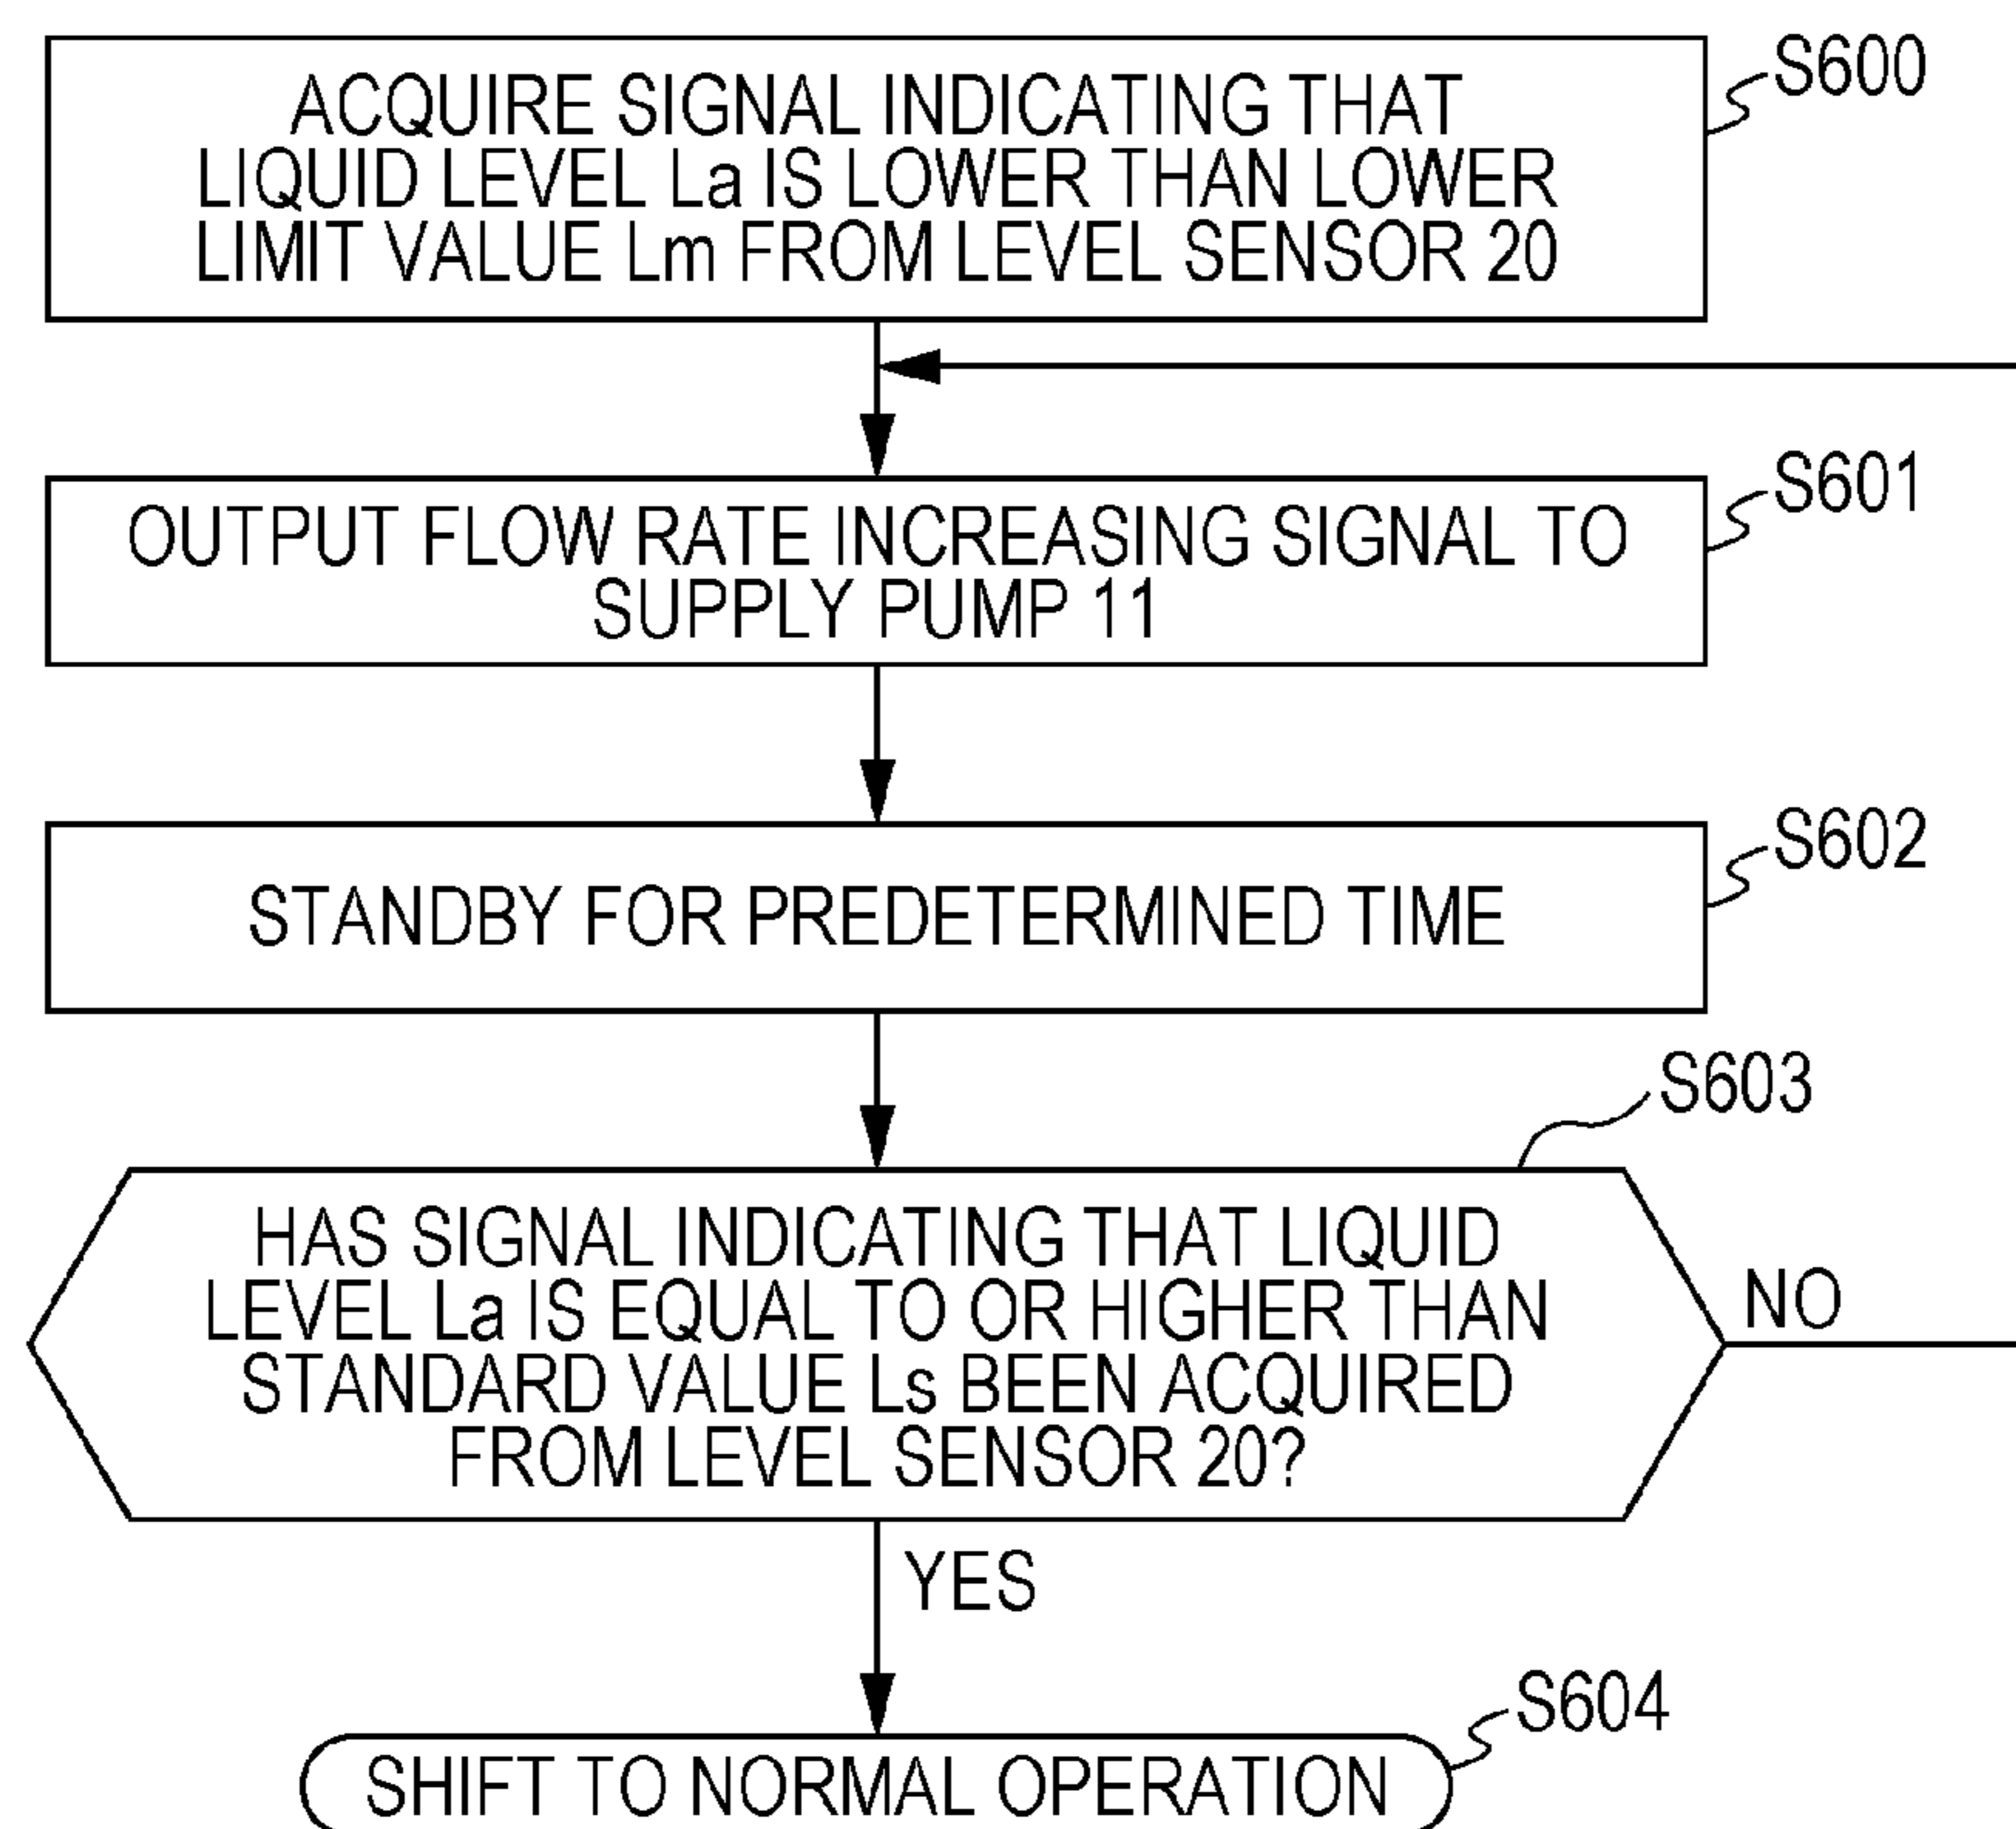 ACQUIRE SIGNAL INDICATING THAT
LIQUID LEVEL La IS LOWER THAN LOWER
LIMIT VALUE Lm FROM LEVEL SENSOR 20
S600
OUTPUT FLOW RATE INCREASING SIGNAL TO
SUPPLY PUMP 11
S601
STANDBY FOR PREDETERMINED TIME
S602
S603
HAS SIGNAL INDICATING THAT LIQUID
LEVEL La IS EQUAL TO OR HIGHER THAN
STANDARD VALUE Ls BEEN ACQUIRED
FROM LEVEL SENSOR 20?
NO
YES
S604
SHIFT TO NORMAL OPERATION